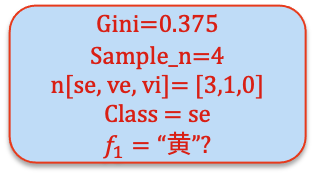 Gini=0.375
Sample_n=4
n[se, ve, vi]= [3,1,0]
Class = se
f₁ = “黄”?